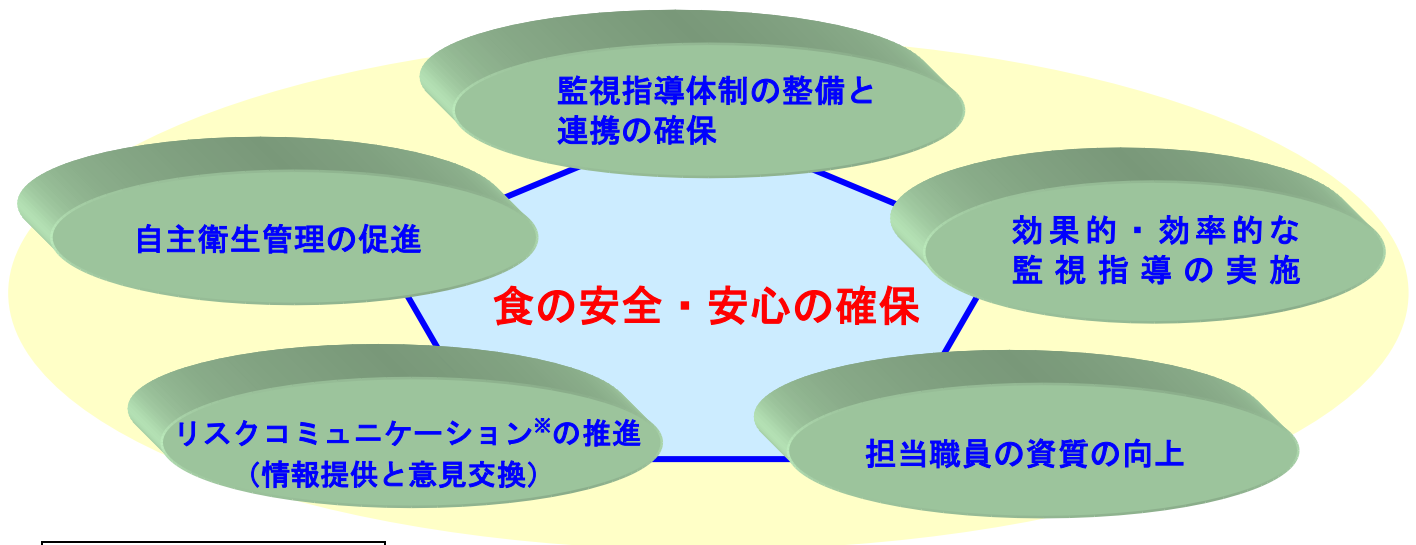 監視指導体制の整備と
連携の確保
自主衛生管理の促進
効果的・効率的な
監視指導の実施
食の安全・安心の確保
リスクコミュニケーション※の推進
（情報提供と意見交換）
担当職員の資質の向上